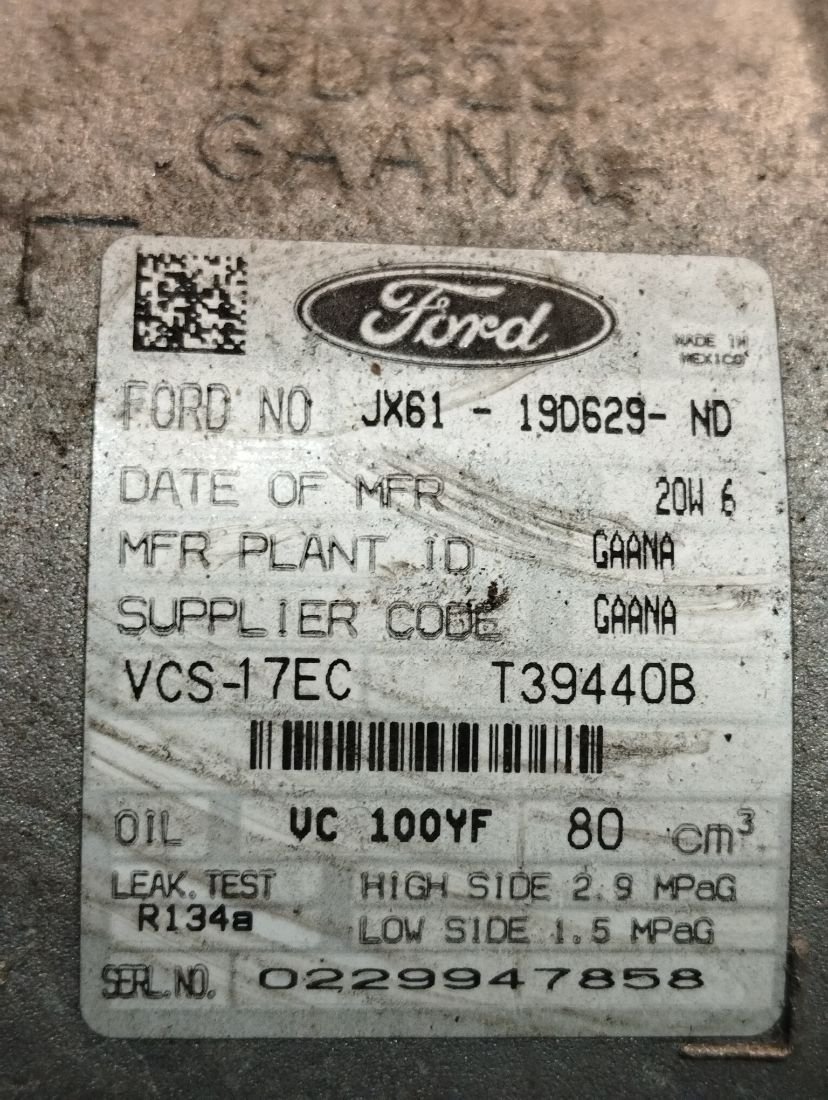 19D629
GAANA
Ford
MADE IN
MEXICO
FORD NO JX61 - 19D629- ND
DATE OF MFR 20W 6
MFR PLANT ID GAANA
SUPPLIER CODE GAANA
VCS-17EC T39440B
OIL VC 100YF 80 cm³
LEAK. TEST HIGH SIDE 2.9 MPaG
R134a LOW SIDE 1.5 MPaG
SERL.NO. 0229947858